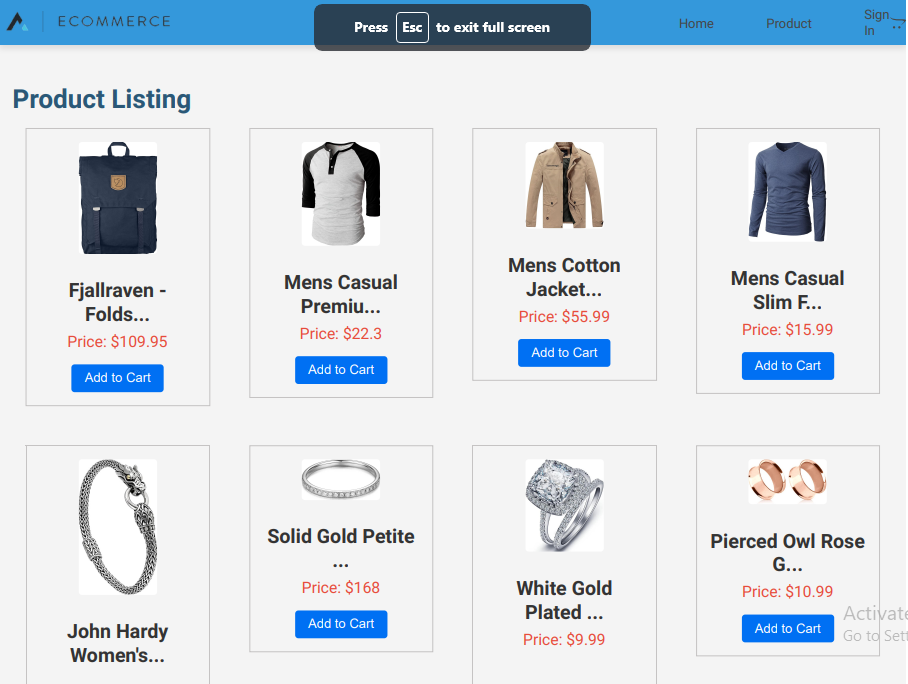 ECOMMERCE
Press Esc to exit full screen
Home
Product
Sign
In
Product Listing
Fjallraven -
Folds...
Price: $109.95
Add to Cart
Mens Casual
Premiu...
Price: $22.3
Add to Cart
Mens Cotton
Jacket...
Price: $55.99
Add to Cart
Mens Casual
Slim F...
Price: $15.99
Add to Cart
John Hardy
Women's...
Solid Gold Petite
...
Price: $168
Add to Cart
White Gold
Plated ...
Price: $9.99
Pierced Owl Rose
G...
Price: $10.99
Add to Cart
Activate
Go to Sett